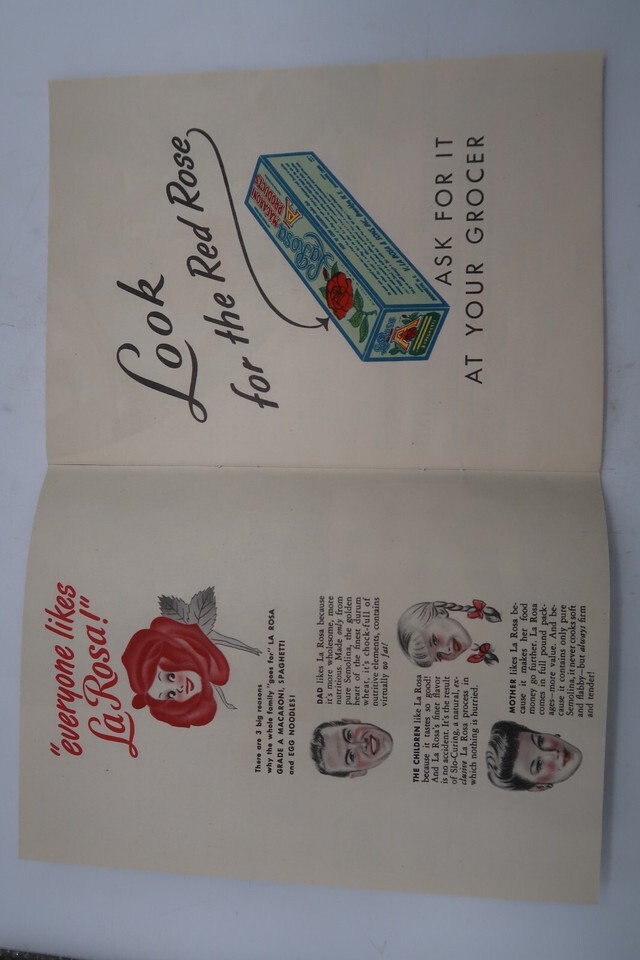 "everyone likes
La Rosa!"
There are 3 big reasons
why the whole family "goes for" LA ROSA
GRADE A MACARONI, SPAGHETTI
and EGG NOODLES!
DAD likes La Rosa because
it's more wholesome, more
nutritious. Made only from
pure Semolina, the golden
heart of the finest durum
wheat, it's chock-full of
nutritive elements, contains
virtually no fat!
THE CHILDREN like La Rosa
because it tastes so good!
And La Rosa's finer flavor
is no accident. It's the result
of Slo-Curing, a natural, ex-
clusive La Rosa process in
which nothing is hurried.
MOTHER likes La Rosa be-
cause it makes her food
money go further. La Rosa
comes in full pound pack-
ages—more value. And be-
cause it contains only pure
Semolina, it never cooks soft
and flabby—but always firm
and tender!
Look
for the Red Rose
La Rosa
MACARONI
PRODUCTS
ASK FOR IT
AT YOUR GROCER